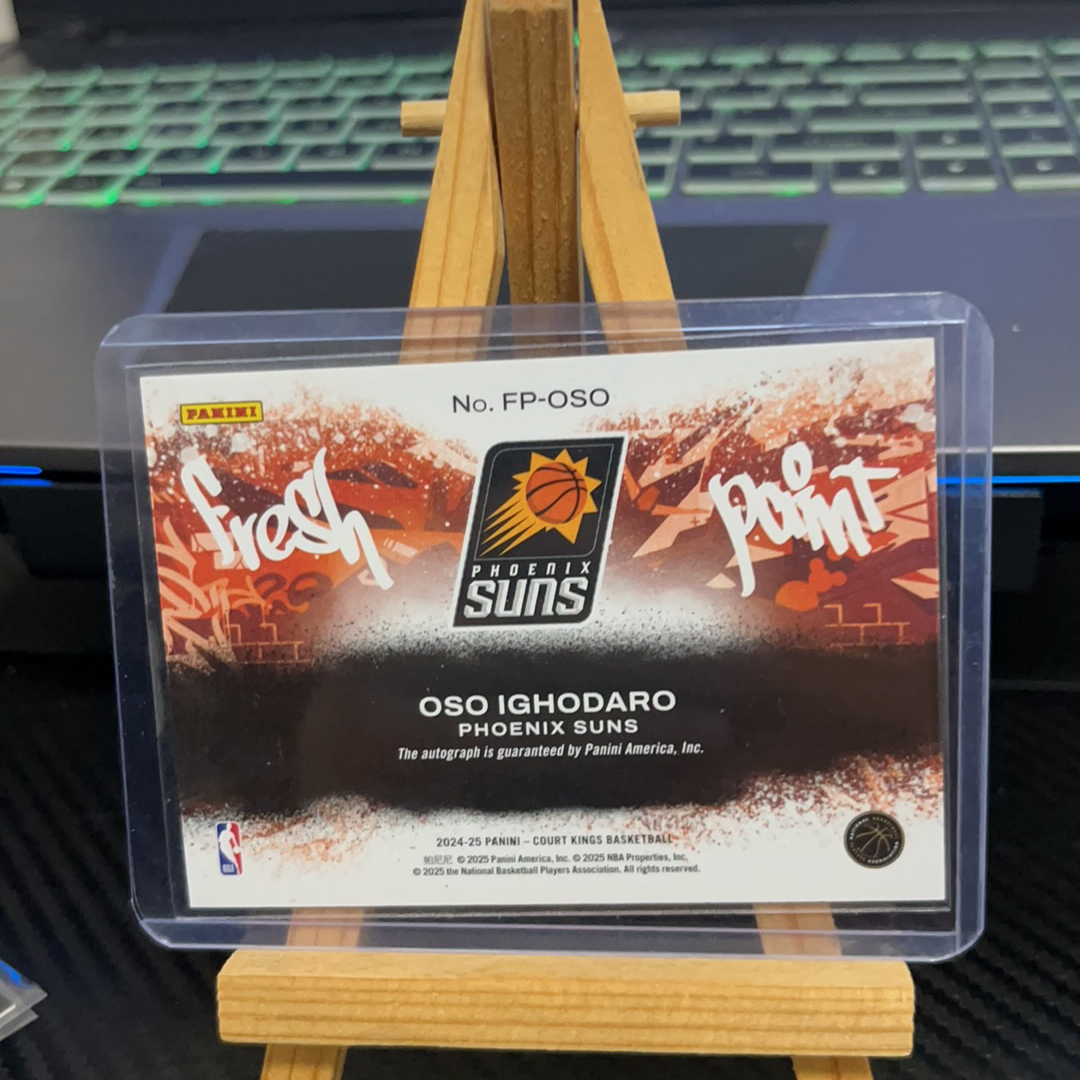 PANINI
No. FP-OSO
fresh
paint
PHOENIX
SUNS
OSO IGHODARO
PHOENIX SUNS
The autograph is guaranteed by Panini America, Inc.
2024-25 PANINI – COURT KINGS BASKETBALL
帕尼尼 © 2025 Panini America, Inc. © 2025 NBA Properties, Inc.
© 2025 the National Basketball Players Association. All rights reserved.
NBA